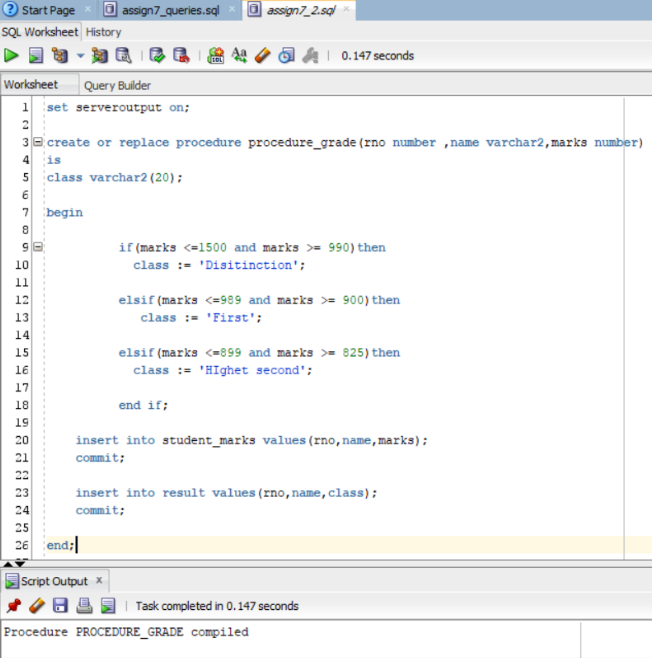 Start Page × assign7_queries.sql × assign7_2.sql ×
SQL Worksheet History
0.147 seconds
Worksheet Query Builder
1 set serveroutput on;
2
3 create or replace procedure procedure_grade(rno number ,name varchar2,marks number)
4 is
5 class varchar2(20);
6
7 begin
8
9 if(marks <=1500 and marks >= 990)then
10 class := 'Disitinction';
11
12 elsif(marks <=989 and marks >= 900)then
13 class := 'First';
14
15 elsif(marks <=899 and marks >= 825)then
16 class := 'HIghet second';
17
18 end if;
19
20 insert into student_marks values(rno,name,marks);
21 commit;
22
23 insert into result values(rno,name,class);
24 commit;
25
26 end;
Script Output ×
Task completed in 0.147 seconds
Procedure PROCEDURE_GRADE compiled